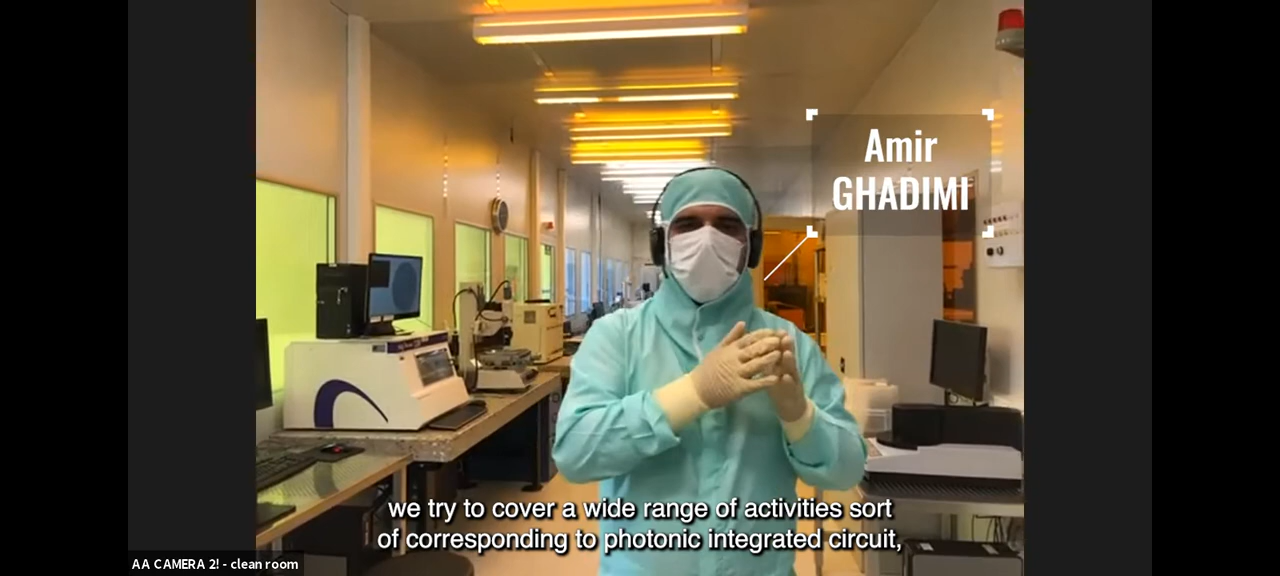 Amir
GHADIMI
we try to cover a wide range of activities sort
of corresponding to photonic integrated circuit,
AA CAMERA 2! - clean room